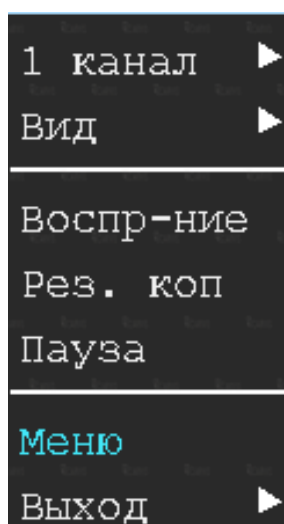 1 канал
Вид
Воспр-ние
Рез. коп
Пауза
Меню
Выход